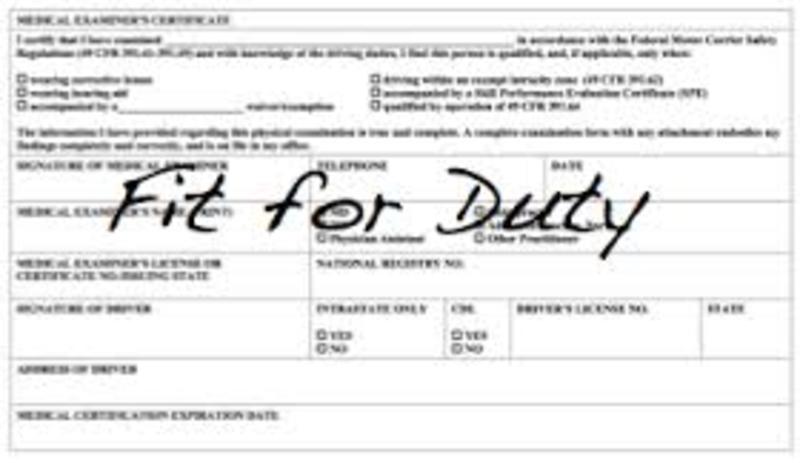 MEDICAL EXAMINER'S CERTIFICATE
I certify that I have examined in accordance with the Federal Motor Carrier Safety
Regulations (49 CFR 391.41-391.49) and with knowledge of the driving duties, I find this person is qualified, and, if applicable, only when:
wearing corrective lenses driving within an exempt intracity zone (49 CFR 391.62)
wearing hearing aid accompanied by a Skill Performance Evaluation Certificate (SPE)
accompanied by a waiver/exemption qualified by operation of 49 CFR 391.64
The information I have provided regarding this physical examination is true and complete. A complete examination form with any attachment embodies my
findings completely and correctly, and is on file in my office.
SIGNATURE OF MEDICAL EXAMINER TELEPHONE DATE
Fit for Duty
MEDICAL EXAMINER'S NAME (PRINT) MD
Physician Assistant Other Practitioner
MEDICAL EXAMINER'S LICENSE OR NATIONAL REGISTRY NO.
CERTIFICATE NO./ISSUING STATE
SIGNATURE OF DRIVER INTRASTATE ONLY CDL DRIVER'S LICENSE NO. STATE
YES YES
NO NO
ADDRESS OF DRIVER
MEDICAL CERTIFICATION EXPIRATION DATE